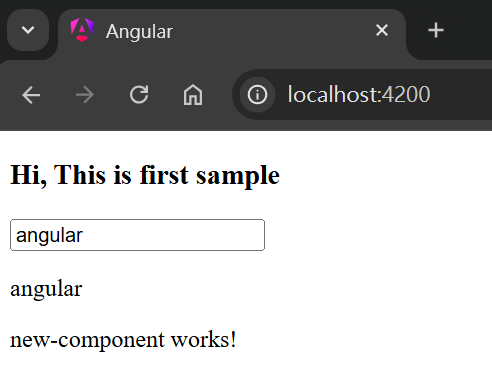 Angular
localhost:4200
Hi, This is first sample
angular
angular
new-component works!